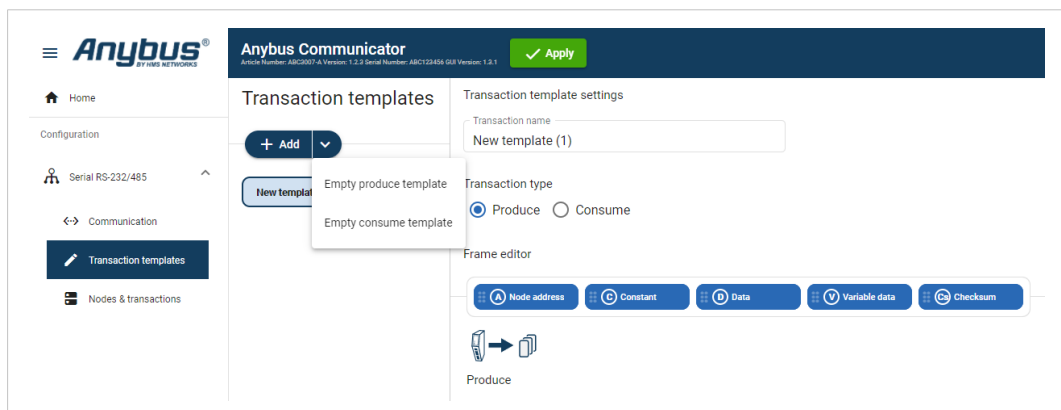 Anybus®
BY HMS NETWORKS
Anybus Communicator
Article Number: ABC3007-A Version: 1.2.3 Serial Number: ABC123456 GUI Version: 1.3.1
Apply
Home
Configuration
Serial RS-232/485
Communication
Transaction templates
Nodes & transactions
Transaction templates
Add
New templat
Empty produce template
Empty consume template
Transaction template settings
Transaction name
New template (1)
Transaction type
Produce Consume
Frame editor
A Node address C Constant D Data V Variable data Cs Checksum
Produce